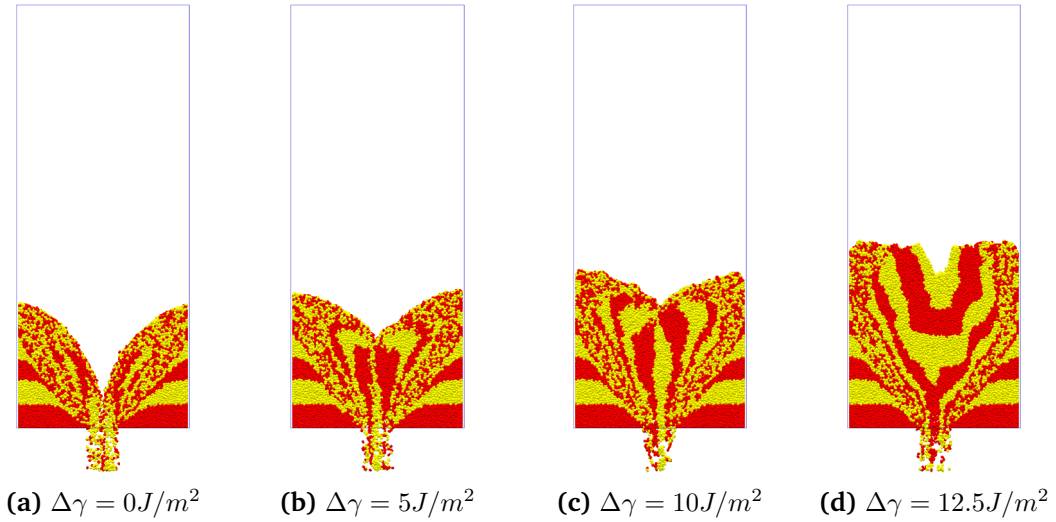 (a) Δγ = 0J/m²
(b) Δγ = 5J/m²
(c) Δγ = 10J/m²
(d) Δγ = 12.5J/m²